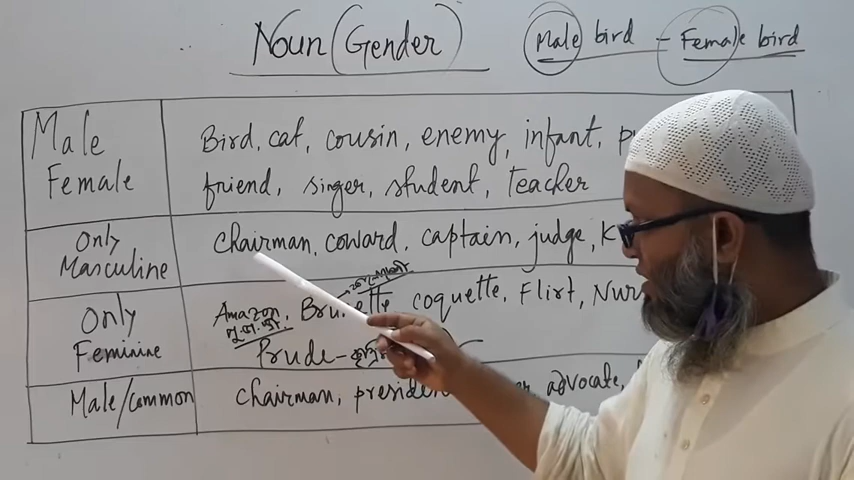 Noun (Gender)
Male bird - Female bird
Male
Female
Bird, cat, cousin, enemy, infant,
friend, singer, student, teacher
Only
Masculine
chairman, coward, captain, judge,
Only
Feminine
Amazon, Brunette coquette, Flirt,
Prude-
Male/common
chairman, advocate,